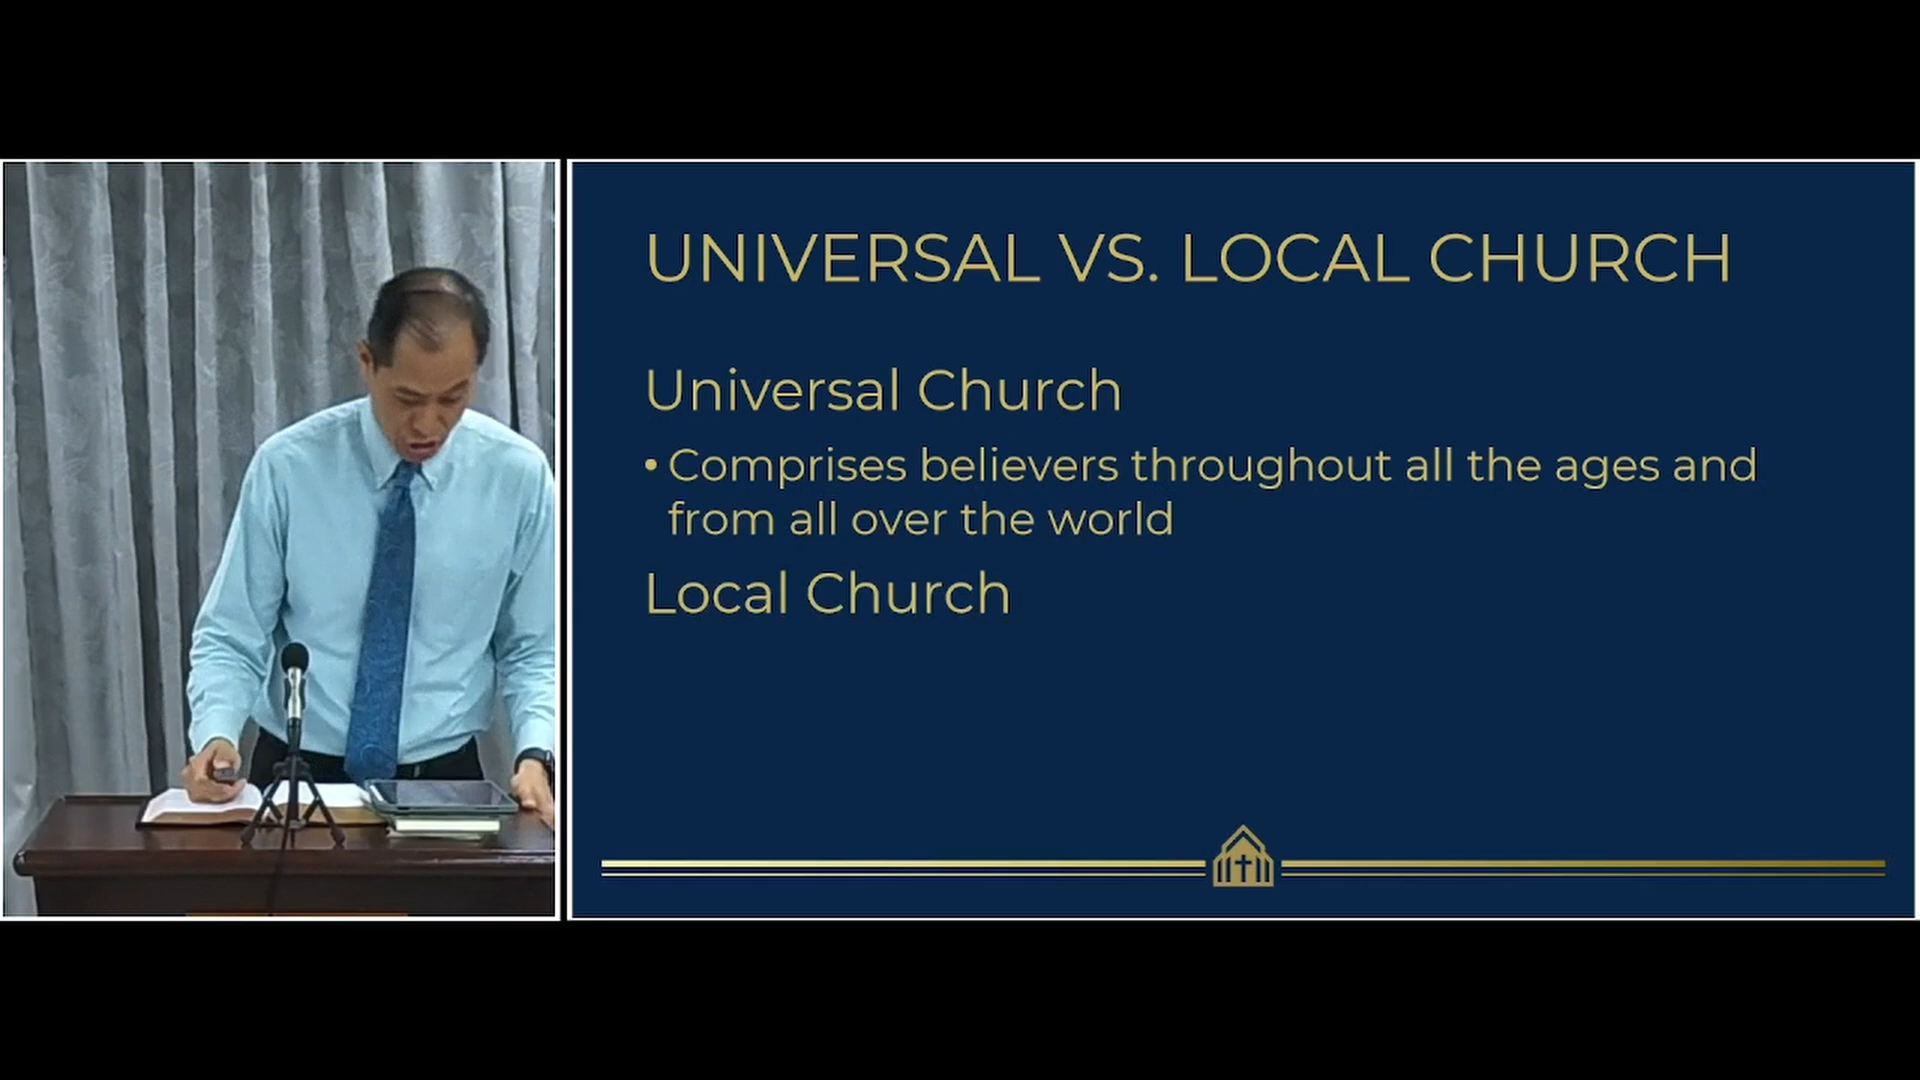 UNIVERSAL VS. LOCAL CHURCH
Universal Church
• Comprises believers throughout all the ages and
from all over the world
Local Church